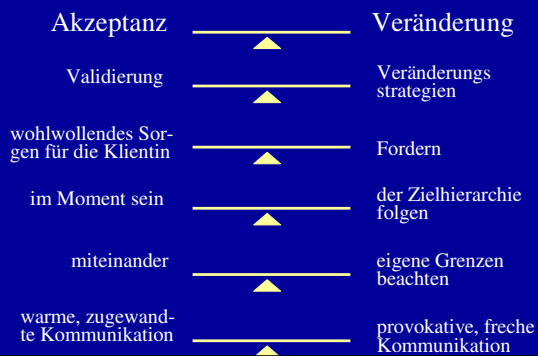 Akzeptanz Veränderung
Validierung
Veränderungs
strategien
wohlwollendes Sor-
gen für die Klientin
Fordern
im Moment sein
der Zielhierarchie
folgen
miteinander
eigene Grenzen
beachten
warme, zugewand-
te Kommunikation
provokative, freche
Kommunikation